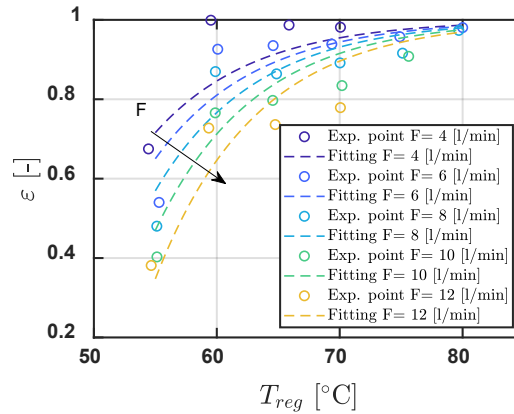 1
0.8
0.6
0.4
0.2
ε [-]
F
50 60 70 80
T_reg [°C]
Exp. point F= 4 [l/min]
Fitting F= 4 [l/min]
Exp. point F= 6 [l/min]
Fitting F= 6 [l/min]
Exp. point F= 8 [l/min]
Fitting F= 8 [l/min]
Exp. point F= 10 [l/min]
Fitting F= 10 [l/min]
Exp. point F= 12 [l/min]
Fitting F= 12 [l/min]